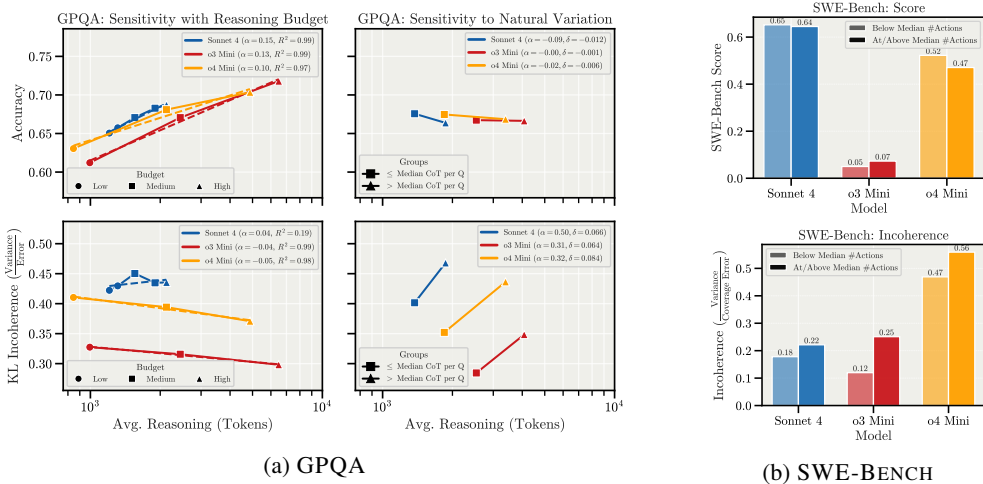 GPQA: Sensitivity with Reasoning Budget
Accuracy
0.70
0.65
0.60
Sonnet 4 (α = 0.15, R² = 0.99)
o3 Mini (α = 0.13, R² = 0.99)
o4 Mini (α = 0.10, R² = 0.97)
Budget
Low Medium High
GPQA: Sensitivity to Natural Variation
Sonnet 4 (α=−0.09, δ=−0.012)
o3 Mini (α=−0.00, δ=−0.001)
o4 Mini (α=−0.02, δ=−0.006)
Groups
≤ Median CoT per Q
> Median CoT per Q
KL Incoherence (Variance/Error)
0.50
0.45
0.40
0.35
0.30
Sonnet 4 (α = 0.04, R² = 0.19)
o3 Mini (α=−0.04, R² = 0.99)
o4 Mini (α=−0.05, R² = 0.98)
Budget
Low Medium High
10³ 10⁴
Avg. Reasoning (Tokens)
Sonnet 4 (α=0.50, δ=0.066)
o3 Mini (α=0.31, δ=0.064)
o4 Mini (α=0.32, δ=0.084)
Groups
≤ Median CoT per Q
> Median CoT per Q
10³ 10⁴
Avg. Reasoning (Tokens)
(a) GPQA
SWE-Bench: Score
SWE-Bench Score
0.6
0.4
0.2
0.0
Below Median #Actions
At/Above Median #Actions
0.65 0.64
0.05 0.07
0.52 0.47
Sonnet 4 o3 Mini o4 Mini
Model
SWE-Bench: Incoherence
Incoherence (Variance/Coverage Error)
0.5
0.4
0.3
0.2
0.1
0.0
Below Median #Actions
At/Above Median #Actions
0.18 0.22
0.12 0.25
0.47 0.56
Sonnet 4 o3 Mini o4 Mini
Model
(b) SWE-BENCH